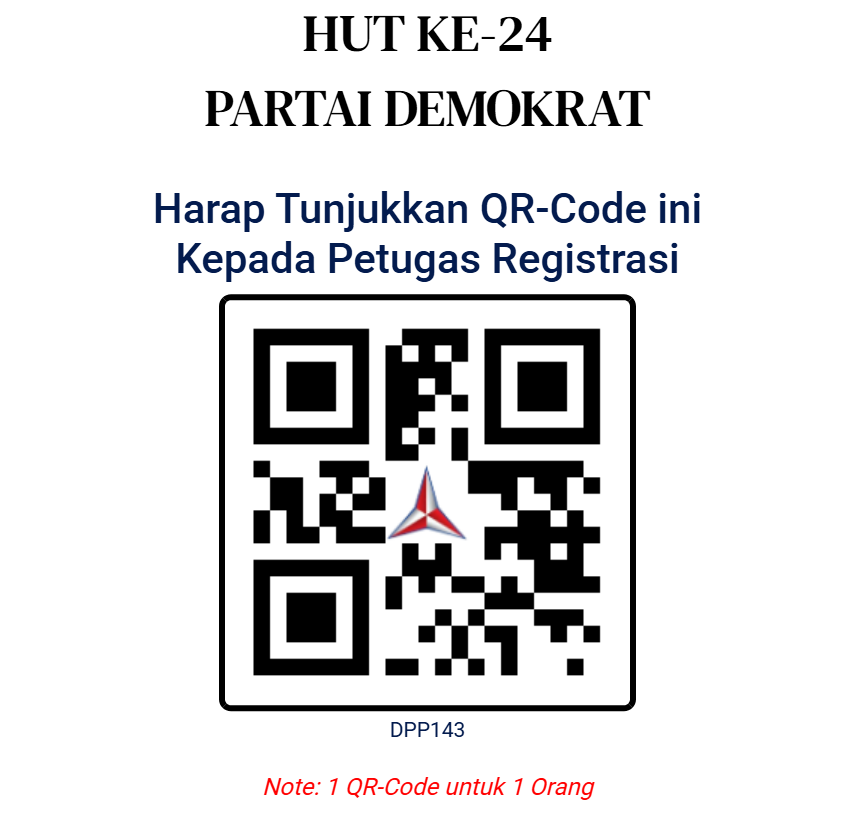 HUT KE-24
PARTAI DEMOKRAT
Harap Tunjukkan QR-Code ini
Kepada Petugas Registrasi
DPP143
Note: 1 QR-Code untuk 1 Orang